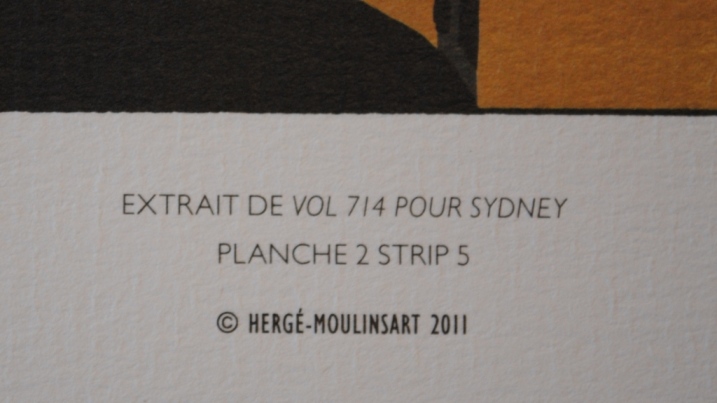 EXTRAIT DE VOL 714 POUR SYDNEY
PLANCHE 2 STRIP 5
© HERGÉ-MOULINSART 2011